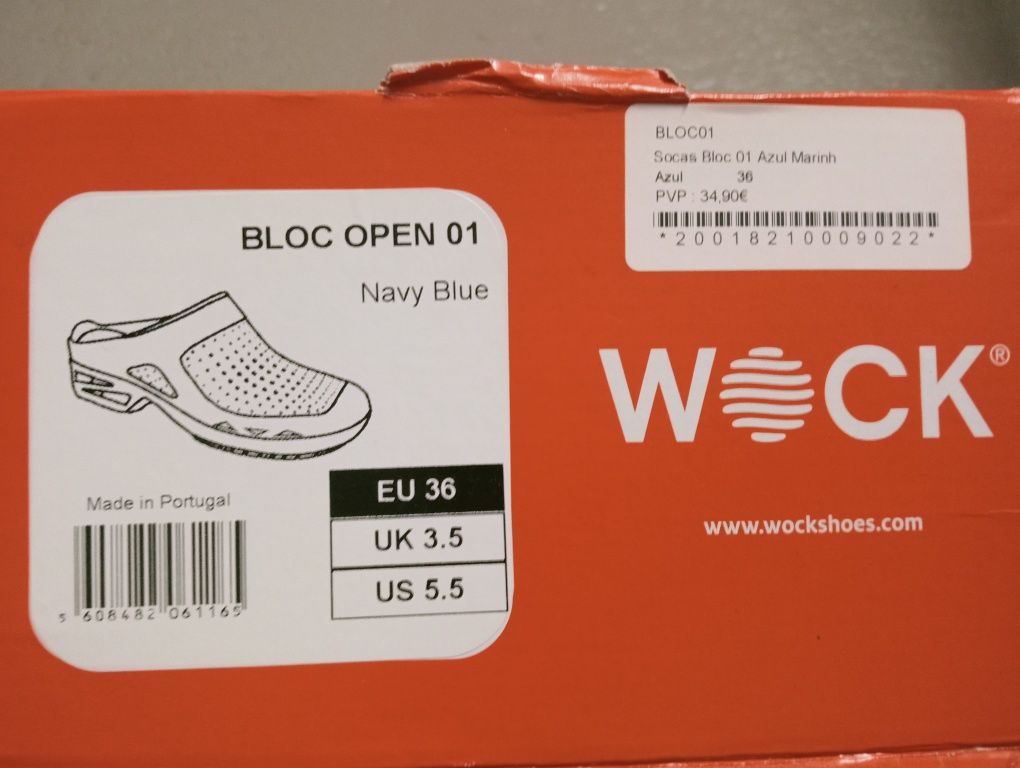 BLOC01
Socas Bloc 01 Azul Marinh
Azul 36
PVP : 34,90€
*20018210009022*
BLOC OPEN 01
Navy Blue
Made in Portugal
5 608482 061165
EU 36
UK 3.5
US 5.5
WOCK®
www.wockshoes.com